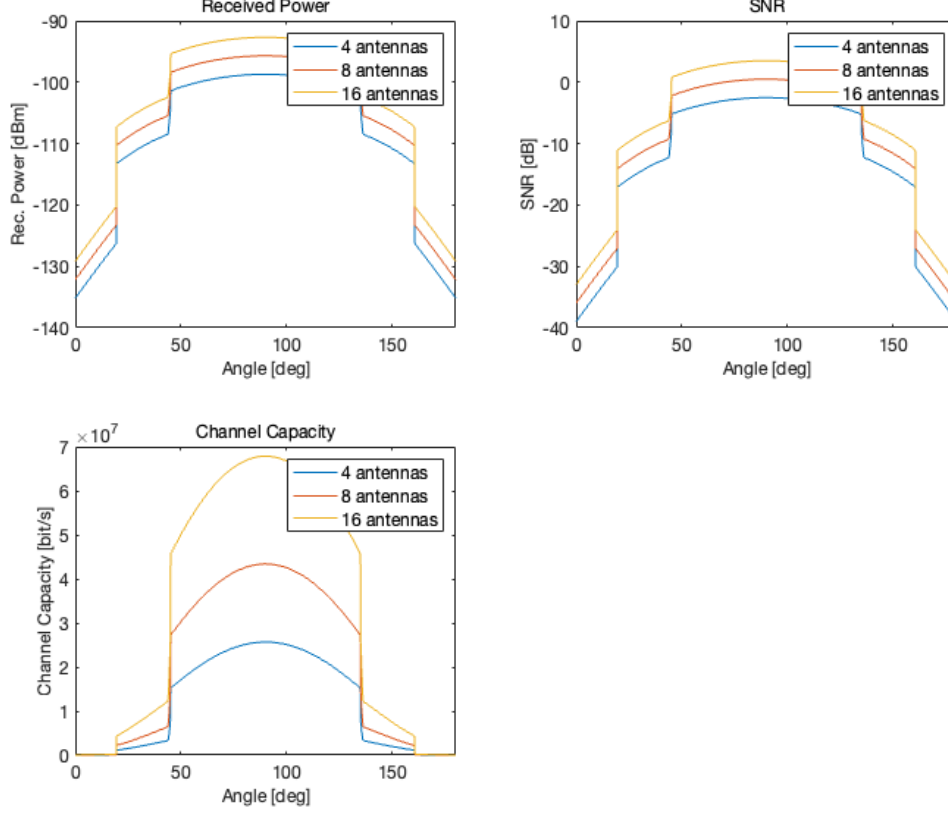 Received Power
-90
-100
-110
-120
-130
-140
Rec. Power [dBm]
4 antennas
8 antennas
16 antennas
0
50
100
150
Angle [deg]
SNR
10
0
-10
-20
-30
-40
SNR [dB]
4 antennas
8 antennas
16 antennas
0
50
100
150
Angle [deg]
Channel Capacity
×10⁷
7
6
5
4
3
2
1
0
Channel Capacity [bit/s]
4 antennas
8 antennas
16 antennas
0
50
100
150
Angle [deg]